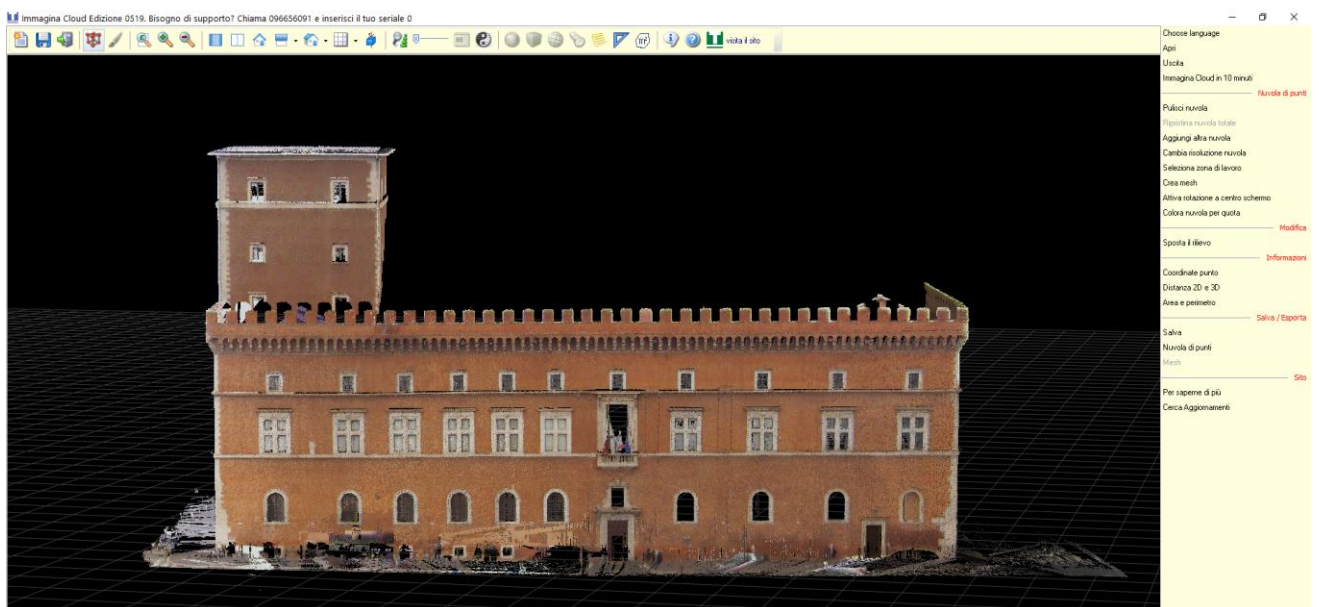 Immagina Cloud Edizione 0519. Bisogno di supporto? Chiama 096656091 e inserisci il tuo seriale 0
visita il sito
Choose language
Apri
Uscita
Immagina Cloud in 10 minuti
Nuvola di punti
Pulisci nuvola
Ripristina nuvola totale
Aggiungi altra nuvola
Cambia risoluzione nuvola
Seleziona zona di lavoro
Crea mesh
Attiva rotazione a centro schermo
Colora nuvola per quota
Modifica
Sposta il rilievo
Informazioni
Coordinate punto
Distanza 2D e 3D
Area e perimetro
Salva / Esporta
Salva
Nuvola di punti
Mesh
Sito
Per saperne di più
Cerca Aggiornamenti